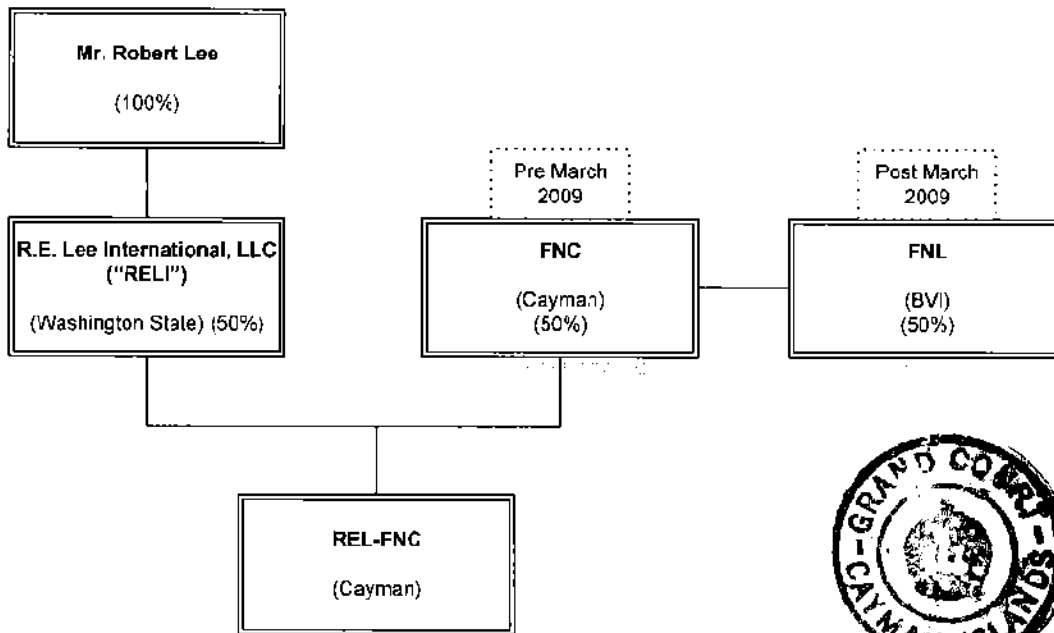 Mr. Robert Lee
(100%)
Pre March
2009
Post March
2009
R.E. Lee International, LLC
("RELI")
(Washington State) (50%)
FNC
(Cayman)
(50%)
FNL
(BVI)
(50%)
REL-FNC
(Cayman)
GRAND COURT - CAYMAN ISLANDS